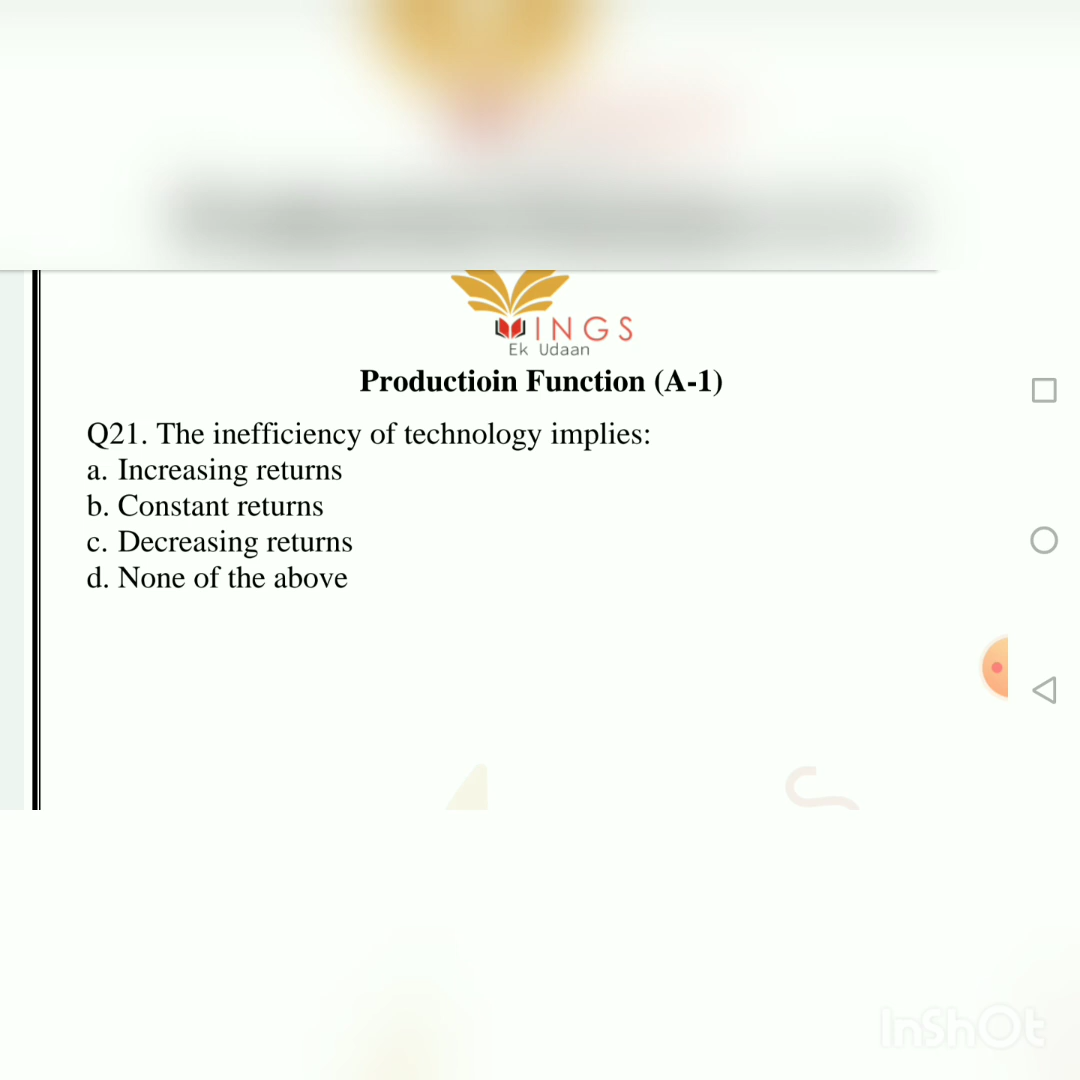 WINGS
Ek Udaan
Productioin Function (A-1)
Q21. The inefficiency of technology implies:
a. Increasing returns
b. Constant returns
c. Decreasing returns
d. None of the above
InShOt